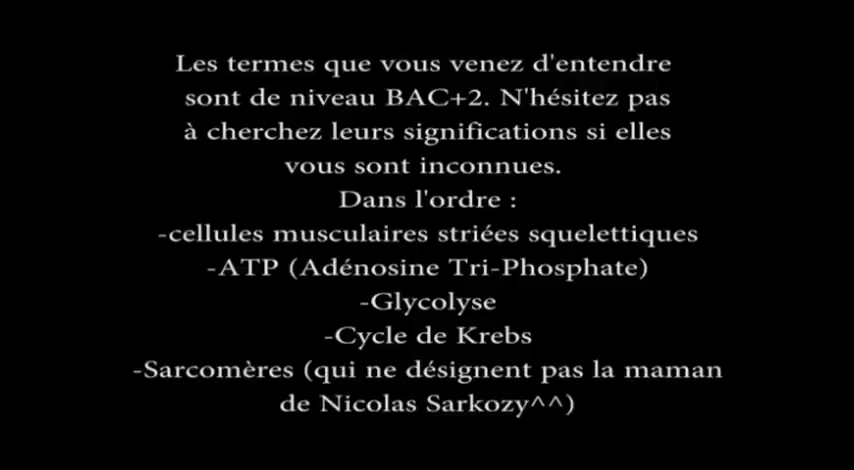 Les termes que vous venez d'entendre
sont de niveau BAC+2. N'hésitez pas
à cherchez leurs significations si elles
vous sont inconnues.
Dans l'ordre :
-cellules musculaires striées squelettiques
-ATP (Adénosine Tri-Phosphate)
-Glycolyse
-Cycle de Krebs
-Sarcomères (qui ne désignent pas la maman
de Nicolas Sarkozy^^)